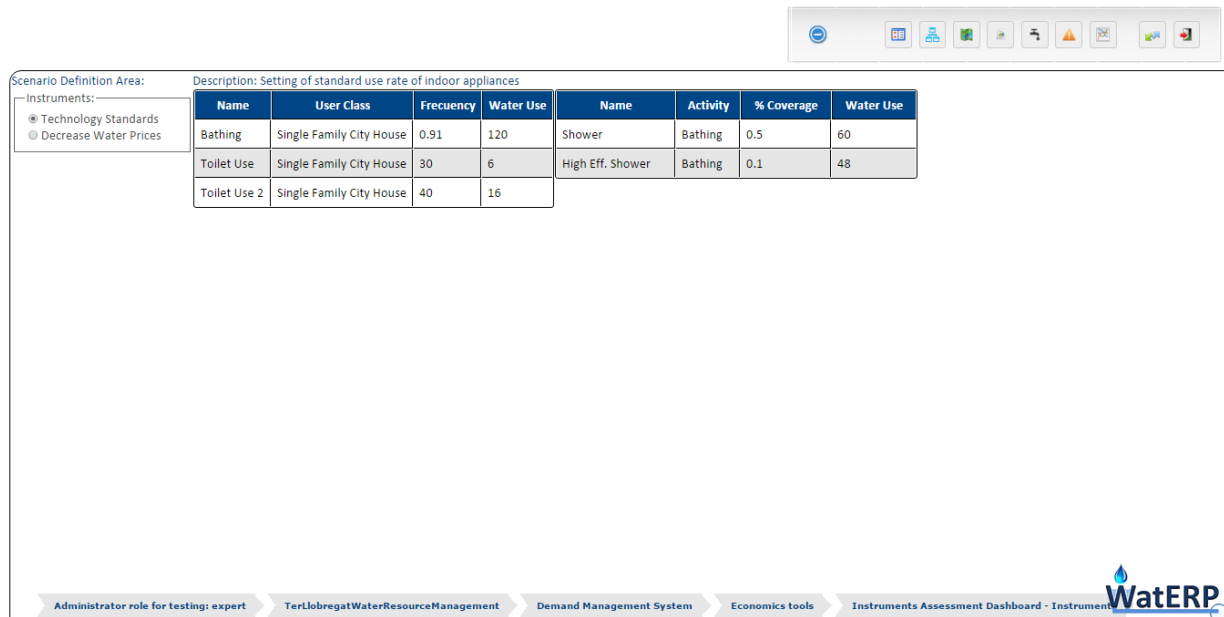 Scenario Definition Area:
Description: Setting of standard use rate of indoor appliances
Instruments:
Technology Standards
Decrease Water Prices
Name User Class Frecuency Water Use
Bathing Single Family City House 0.91 120
Toilet Use Single Family City House 30 6
Toilet Use 2 Single Family City House 40 16
Name Activity % Coverage Water Use
Shower Bathing 0.5 60
High Eff. Shower Bathing 0.1 48
Administrator role for testing: expert TerLlobregatWaterResourceManagement Demand Management System Economics tools Instruments Assessment Dashboard - Instrument
WatERP